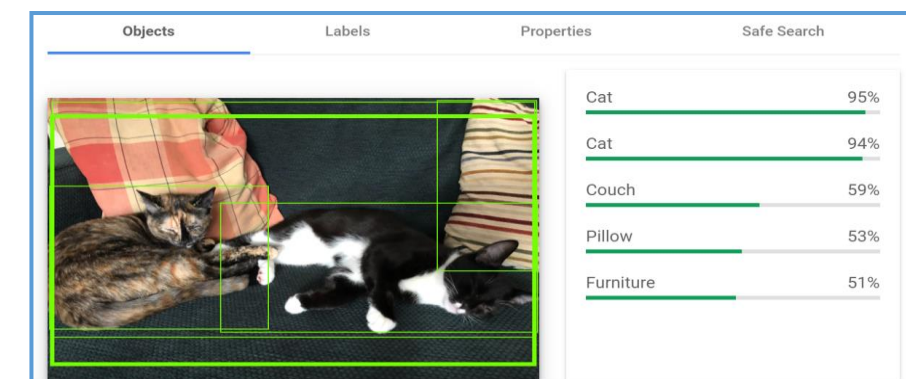 Objects Labels Properties Safe Search
Cat 95%
Cat 94%
Couch 59%
Pillow 53%
Furniture 51%